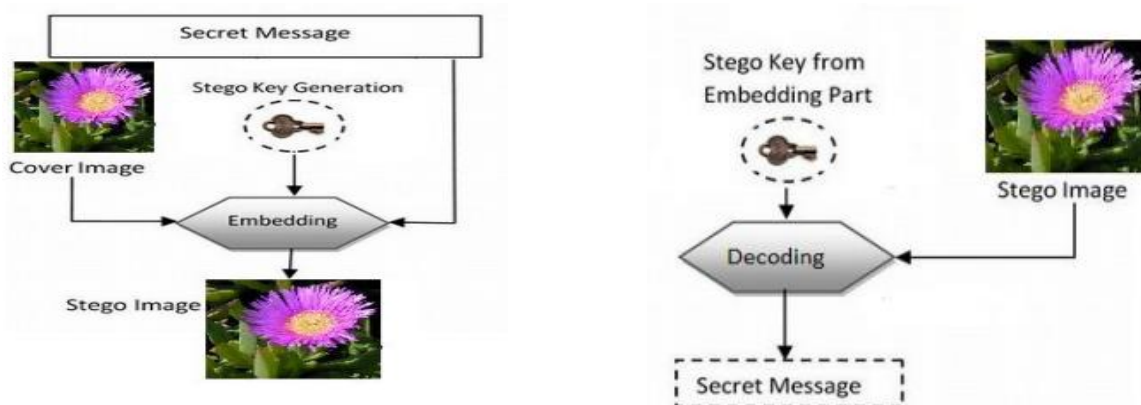 Secret Message
Stego Key Generation
Cover Image
Embedding
Stego Image
Stego Key from
Embedding Part
Stego Image
Decoding
Secret Message